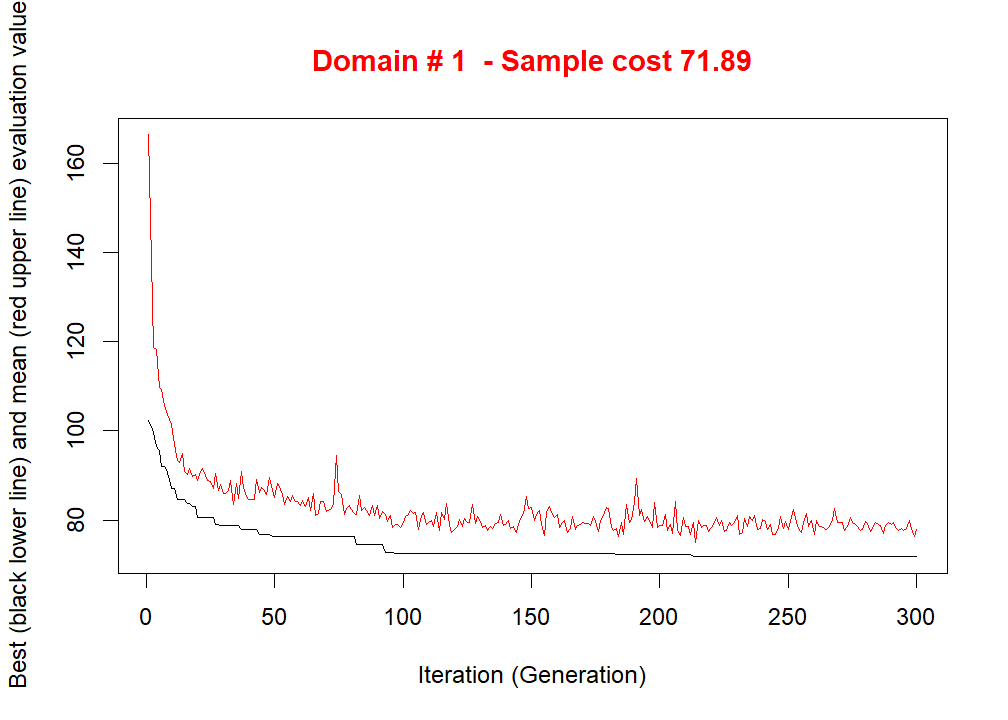 Domain # 1  - Sample cost 71.89
Best (black lower line) and mean (red upper line) evaluation value
160
140
120
100
80
0 50 100 150 200 250 300
Iteration (Generation)